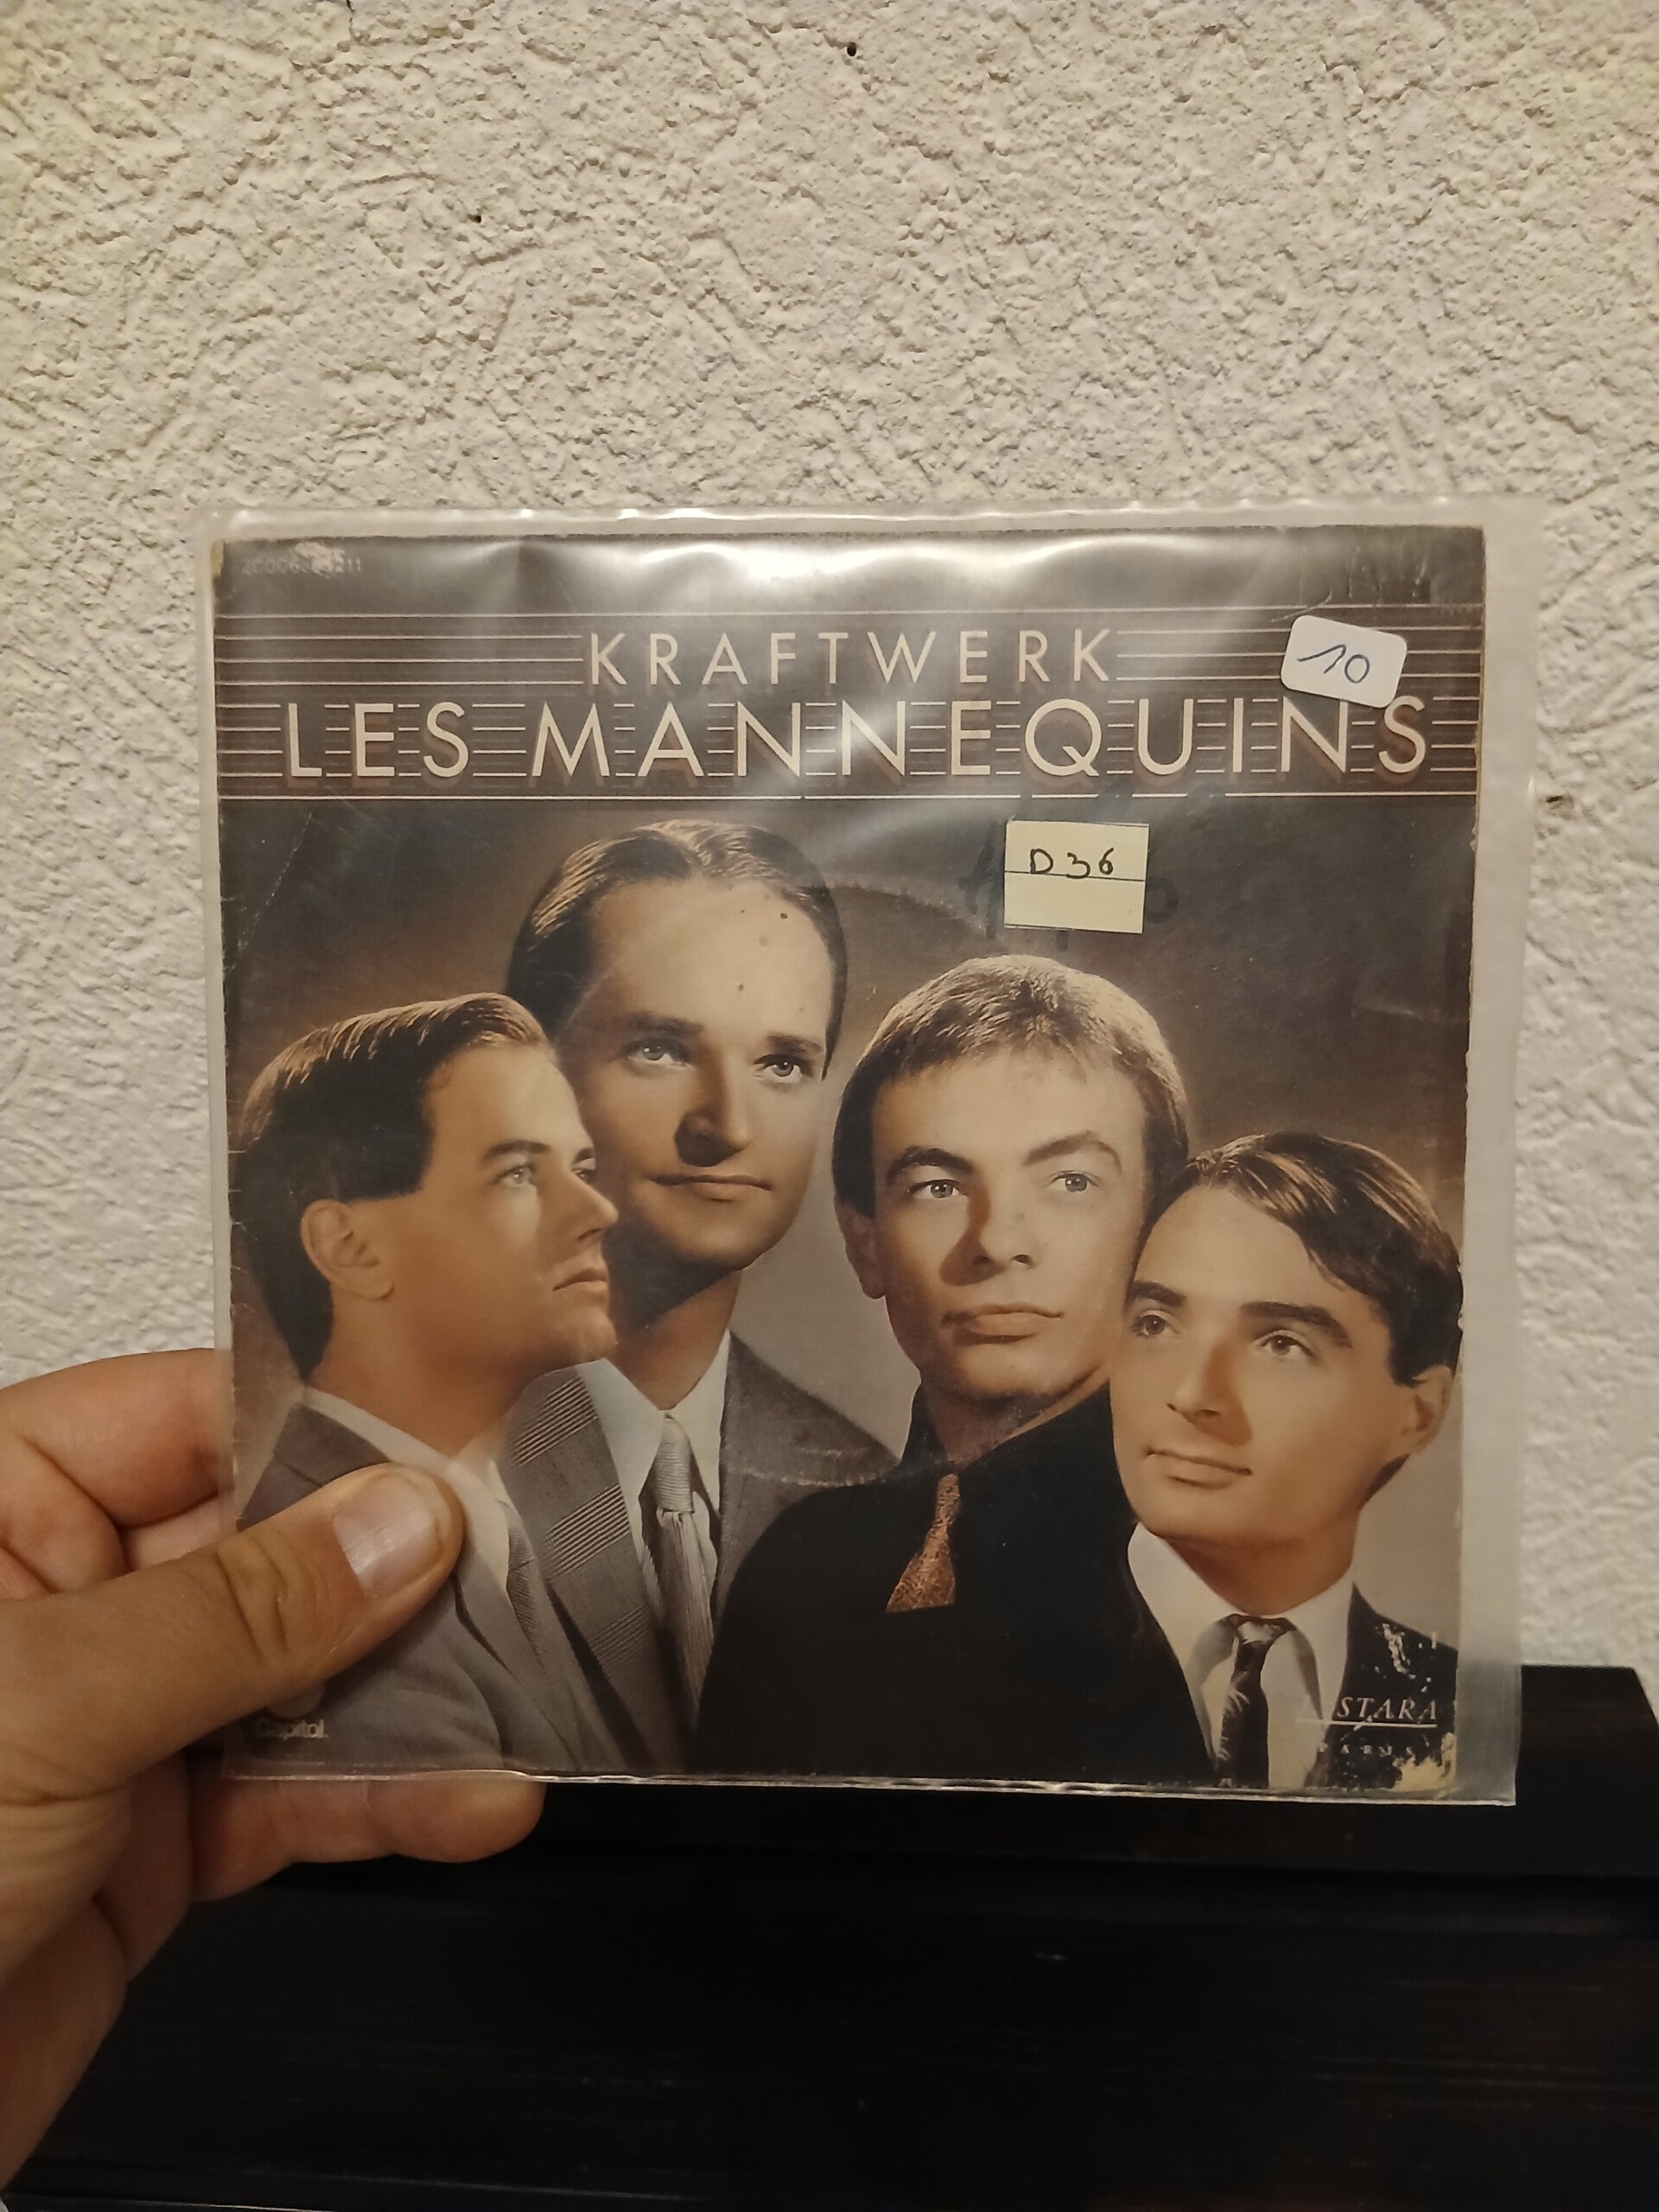 KRAFTWERK
10
LES MANNEQUINS
D36
Capitol.
STARA